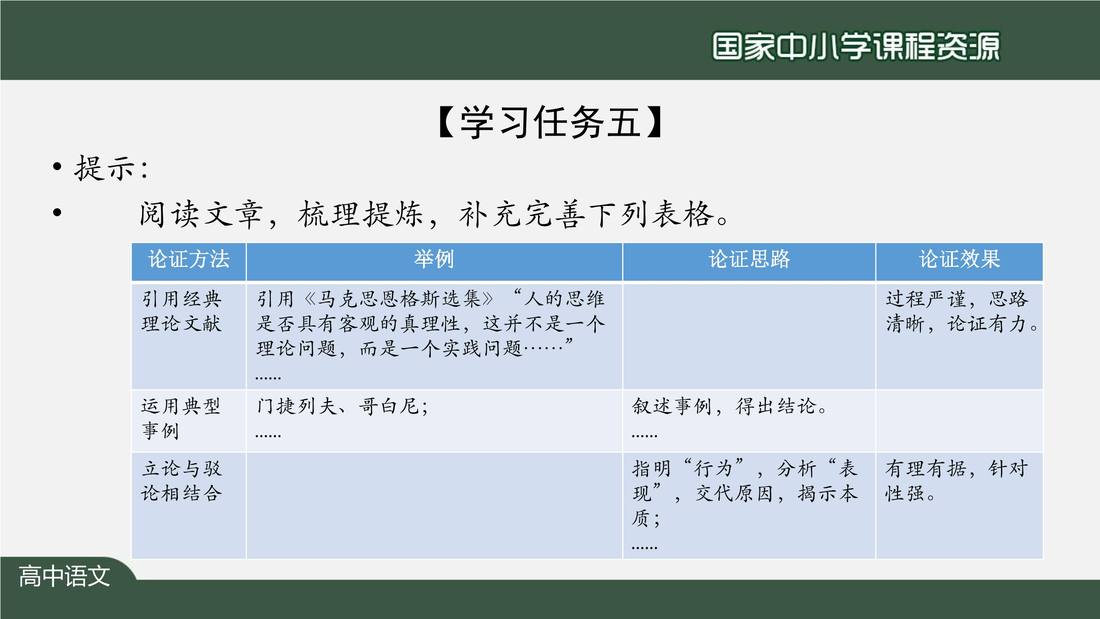 国家中小学课程资源
【学习任务五】
• 提示：
• 阅读文章，梳理提炼，补充完善下列表格。
论证方法 举例 论证思路 论证效果
引用经典
理论文献
引用《马克思恩格斯选集》“人的思维
是否具有客观的真理性，这并不是一个
理论问题，而是一个实践问题……”
……
过程严谨，思路
清晰，论证有力。
运用典型
事例
门捷列夫、哥白尼；
……
叙述事例，得出结论。
……
立论与驳
论相结合
指明“行为”，分析“表
现”，交代原因，揭示本
质；
……
有理有据，针对
性强。
高中语文